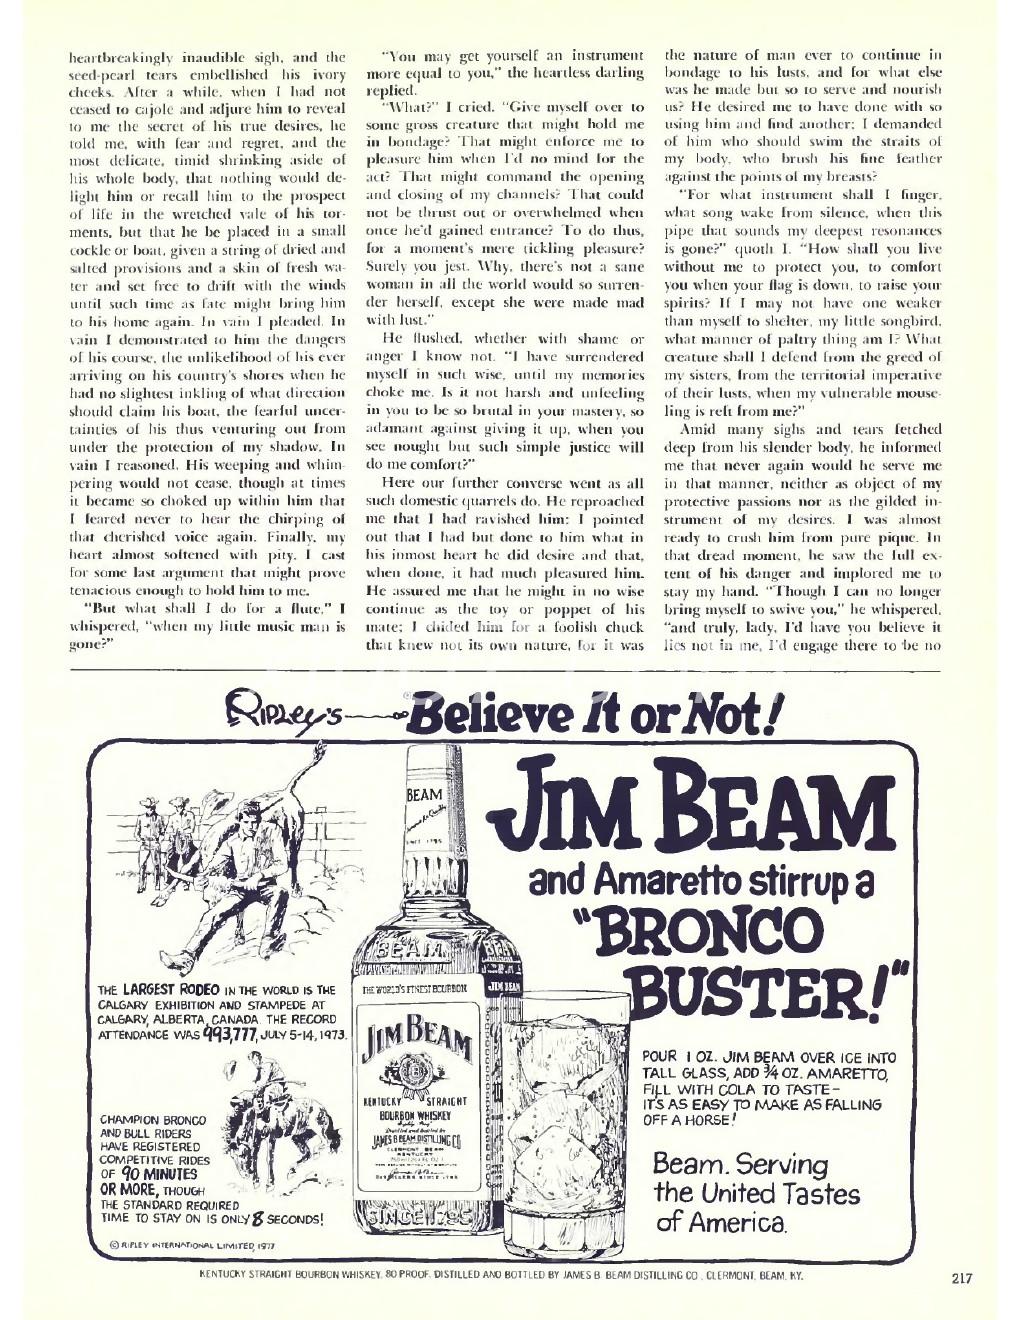 heartbreakingly inaudible sigh, and the
seed-pearl tears embellished his ivory
cheeks. After a while, when I had not
ceased to cajole and adjure him to reveal
to me the secret of his true desires, he
told me, with fear and regret, and the
most delicate, timid shrinking aside of
his whole body, that nothing would de-
light him or recall him to the prospect
of life in the wretched vale of his tor-
ments, but that he be placed in a small
cockle or boat, given a string of dried and
salted provisions and a skin of fresh wa-
ter and set free to drift with the winds
until such time as fate might bring him
to his home again. In vain I pleaded. In
vain I demonstrated to him the dangers
of his course, the unlikelihood of his ever
arriving on his country's shores when he
had no slightest inkling of what direction
should claim his boat, the fearful uncer-
tainties of his thus venturing out from
under the protection of my shadow. In
vain I reasoned. His weeping and whim-
pering would not cease, though at times
it became so choked up within him that
I feared never to hear the chirping of
that cherished voice again. Finally, my
heart almost softened with pity, I cast
for some last argument that might prove
tenacious enough to hold him to me.
"But what shall I do for a flute," I
whispered, "when my little music man is
gone?"
"You may get yourself an instrument
more equal to you," the heartless darling
replied.
"What?" I cried. "Give myself over to
some gross creature that might hold me
in bondage? That might enforce me to
pleasure him when I'd no mind for the
act? That might command the opening
and closing of my channels? That could
not be thrust out or overwhelmed when
once he'd gained entrance? To do thus,
for a moment's mere tickling pleasure?
Surely you jest. Why, there's not a sane
woman in all the world would so surren-
der herself, except she were made mad
with lust."
He flushed, whether with shame or
anger I know not. "I have surrendered
myself in such wise, until my memories
choke me. Is it not harsh and unfeeling
in you to be so brutal in your mastery, so
adamant against giving it up, when you
see nought but such simple justice will
do me comfort?"
Here our further converse went as all
such domestic quarrels do. He reproached
me that I had ravished him; I pointed
out that I had but done to him what in
his inmost heart he did desire and that,
when done, it had much pleasured him.
He assured me that he might in no wise
continue as the toy or poppet of his
mate; I chided him for a foolish chuck
that knew not its own nature, for it was
the nature of man ever to continue in
bondage to his lusts, and for what else
was he made but so to serve and nourish
us? He desired me to have done with so
using him and find another; I demanded
of him who should swim the straits of
my body, who brush his fine feather
against the points of my breasts?
"For what instrument shall I finger,
what song wake from silence, when this
pipe that sounds my deepest resonances
is gone?" quoth I. "How shall you live
without me to protect you, to comfort
you when your flag is down, to raise your
spirits? If I may not have one weaker
than myself to shelter, my little songbird,
what manner of paltry thing am I? What
creature shall I defend from the greed of
my sisters, from the territorial imperative
of their lusts, when my vulnerable mouse-
ling is reft from me?"
Amid many sighs and tears fetched
deep from his slender body, he informed
me that never again would he serve me
in that manner, neither as object of my
protective passions nor as the gilded in-
strument of my desires. I was almost
ready to crush him from pure pique. In
that dread moment, he saw the full ex-
tent of his danger and implored me to
stay my hand. "Though I can no longer
bring myself to swive you," he whispered,
"and truly, lady, I'd have you believe it
lies not in me, I'd engage there to be no
Ripley's Believe It or Not!
JIM BEAM
and Amaretto stirrup a
"BRONCO
BUSTER!"
THE LARGEST RODEO IN THE WORLD IS THE
CALGARY EXHIBITION AND STAMPEDE AT
CALGARY, ALBERTA, CANADA. THE RECORD
ATTENDANCE WAS 993,777, JULY 5-14, 1973.
CHAMPION BRONCO
AND BULL RIDERS
HAVE REGISTERED
COMPETITIVE RIDES
OF 90 MINUTES
OR MORE, THOUGH
THE STANDARD REQUIRED
TIME TO STAY ON IS ONLY 8 SECONDS!
© RIPLEY INTERNATIONAL LIMITED, 1977
BEAM
SINCE 1795
BEAM
THE WORLD'S FINEST BOURBON
JIM BEAM
JIM BEAM
KENTUCKY STRAIGHT
BOURBON WHISKEY
Distilled and Bottled by
JAMES B BEAM DISTILLING CO.
CLERMONT BEAM
KENTUCKY
SINCE 1795
POUR 1 OZ. JIM BEAM OVER ICE INTO
TALL GLASS, ADD 3/4 OZ. AMARETTO,
FILL WITH COLA TO TASTE—
IT'S AS EASY TO MAKE AS FALLING
OFF A HORSE!
Beam. Serving
the United Tastes
of America.
KENTUCKY STRAIGHT BOURBON WHISKEY. 80 PROOF. DISTILLED AND BOTTLED BY JAMES B. BEAM DISTILLING CO., CLERMONT, BEAM, KY.
217